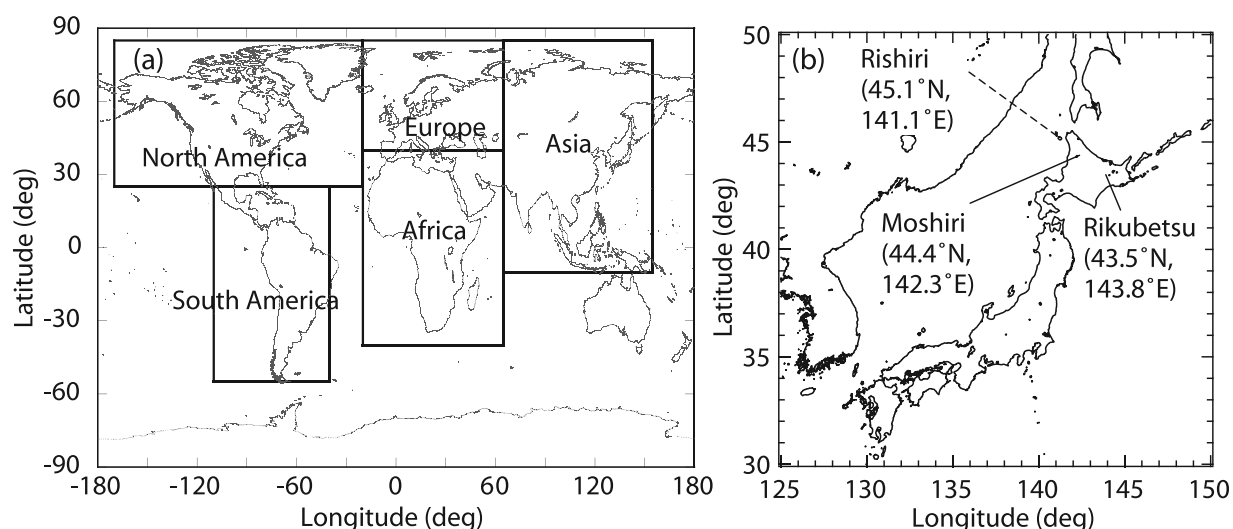 90
60
30
0
-30
-60
-90
-180
-120
-60
0
60
120
180
Latitude (deg)
Longitude (deg)
(a)
North America
Europe
Asia
Africa
South America
50
45
40
35
30
125
130
135
140
145
150
Latitude (deg)
Longitude (deg)
(b)
Rishiri
(45.1˚N,
141.1˚E)
Moshiri
(44.4˚N,
142.3˚E)
Rikubetsu
(43.5˚N,
143.8˚E)